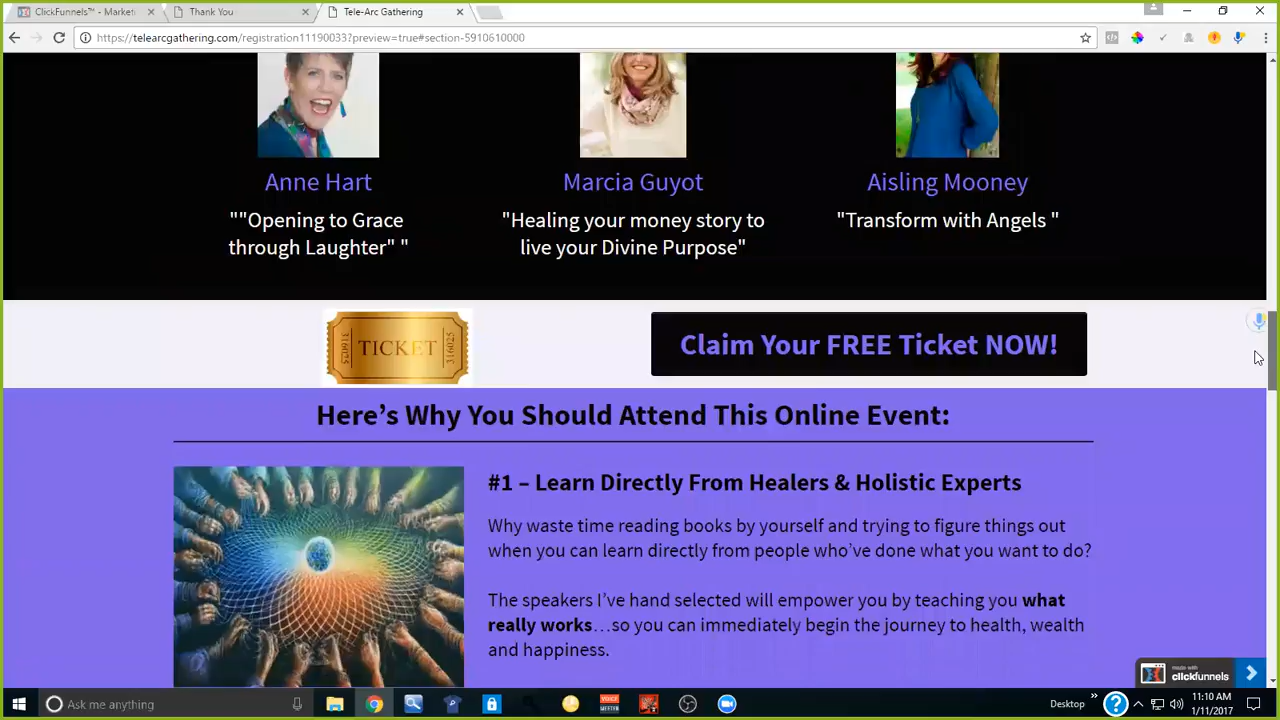 ClickFunnels™ - Marketi
Thank You
Tele-Arc Gathering
https://telearcgathering.com/registration11190033?preview=true#section-5910610000
Anne Hart
Marcia Guyot
Aisling Mooney
""Opening to Grace
through Laughter" "
"Healing your money story to
live your Divine Purpose"
"Transform with Angels "
TICKET
316025
316025
Claim Your FREE Ticket NOW!
Here's Why You Should Attend This Online Event:
#1 – Learn Directly From Healers & Holistic Experts
Why waste time reading books by yourself and trying to figure things out
when you can learn directly from people who've done what you want to do?
The speakers I've hand selected will empower you by teaching you what
really works…so you can immediately begin the journey to health, wealth
and happiness.
made with
clickfunnels
Ask me anything
VOICE
MEETER
Desktop
11:10 AM
1/11/2017